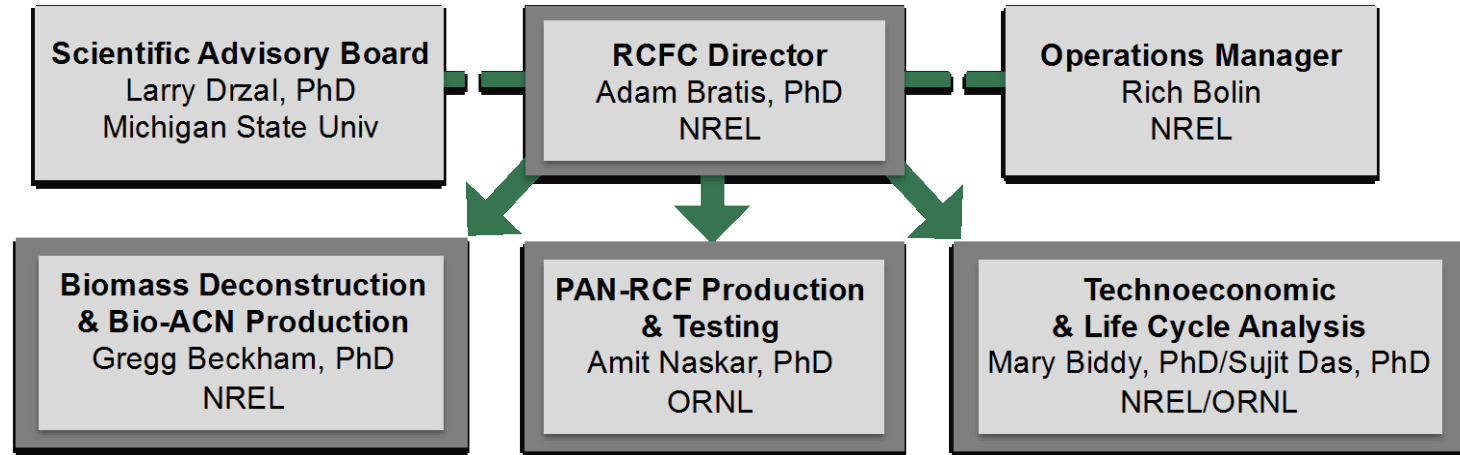 Scientific Advisory Board
Larry Drzal, PhD
Michigan State Univ
RCFC Director
Adam Bratis, PhD
NREL
Operations Manager
Rich Bolin
NREL
Biomass Deconstruction
& Bio-ACN Production
Gregg Beckham, PhD
NREL
PAN-RCF Production
& Testing
Amit Naskar, PhD
ORNL
Technoeconomic
& Life Cycle Analysis
Mary Biddy, PhD/Sujit Das, PhD
NREL/ORNL